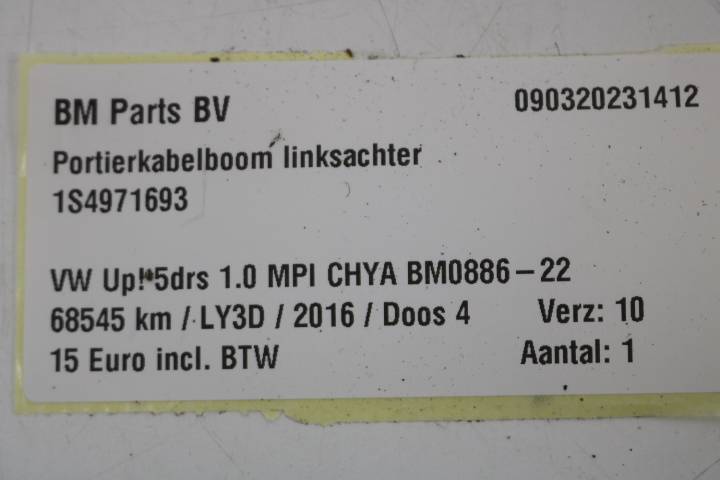 BM Parts BV 090320231412
Portierkabelboom linksachter
1S4971693
VW Up! 5drs 1.0 MPI CHYA BM0886-22
68545 km / LY3D / 2016 / Doos 4 Verz: 10
15 Euro incl. BTW Aantal: 1